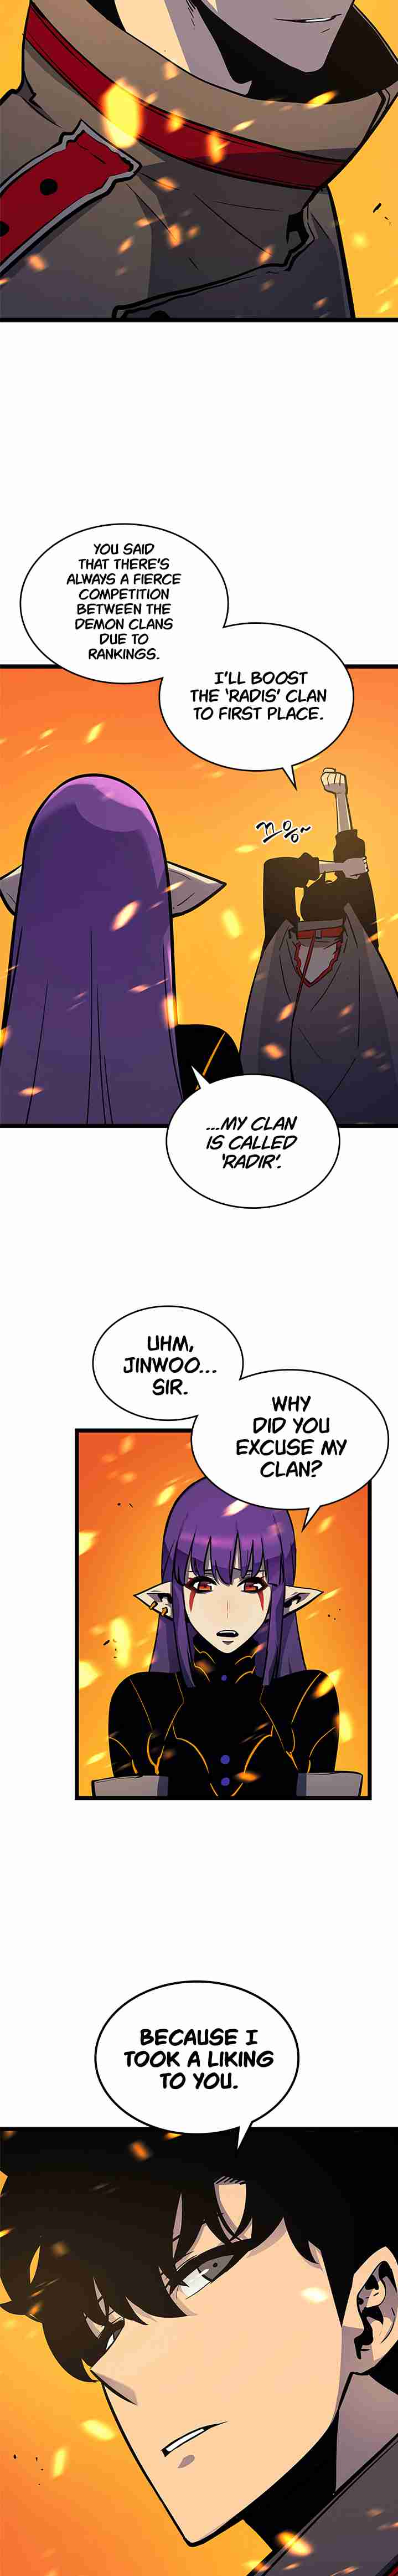 YOU SAID
THAT THERE'S
ALWAYS A FIERCE
COMPETITION
BETWEEN THE
DEMON CLANS
DUE TO
RANKINGS.
I'LL BOOST
THE 'RADIS' CLAN
TO FIRST PLACE.
끄응~
...MY CLAN
IS CALLED
'RADIR'.
UHM,
JINWOO...
SIR.
WHY
DID YOU
EXCUSE MY
CLAN?
BECAUSE I
TOOK A LIKING
TO YOU.